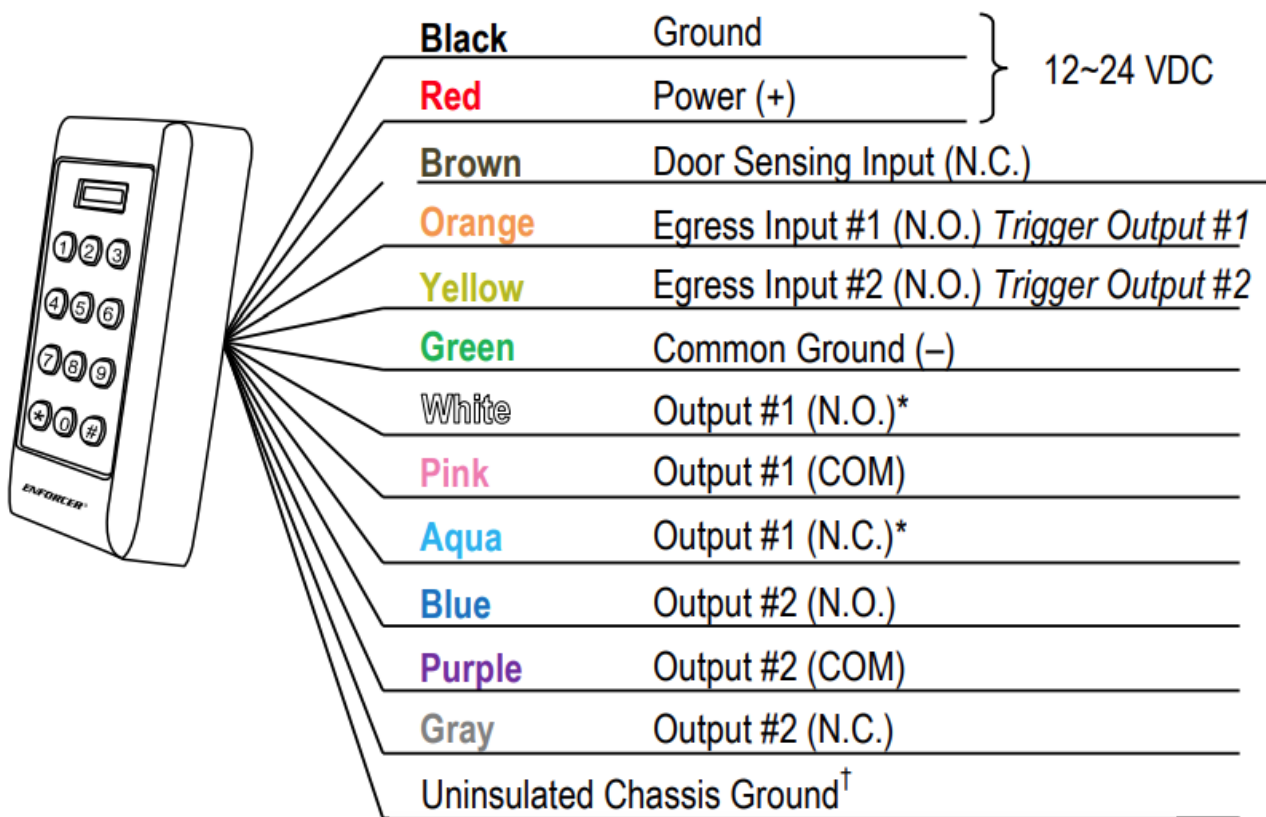 Black Ground
Red Power (+)
12~24 VDC
Brown Door Sensing Input (N.C.)
Orange Egress Input #1 (N.O.) Trigger Output #1
Yellow Egress Input #2 (N.O.) Trigger Output #2
Green Common Ground (–)
White Output #1 (N.O.)*
Pink Output #1 (COM)
Aqua Output #1 (N.C.)*
Blue Output #2 (N.O.)
Purple Output #2 (COM)
Gray Output #2 (N.C.)
Uninsulated Chassis Ground†
1 2 3
4 5 6
7 8 9
* 0 #
ENFORCER®